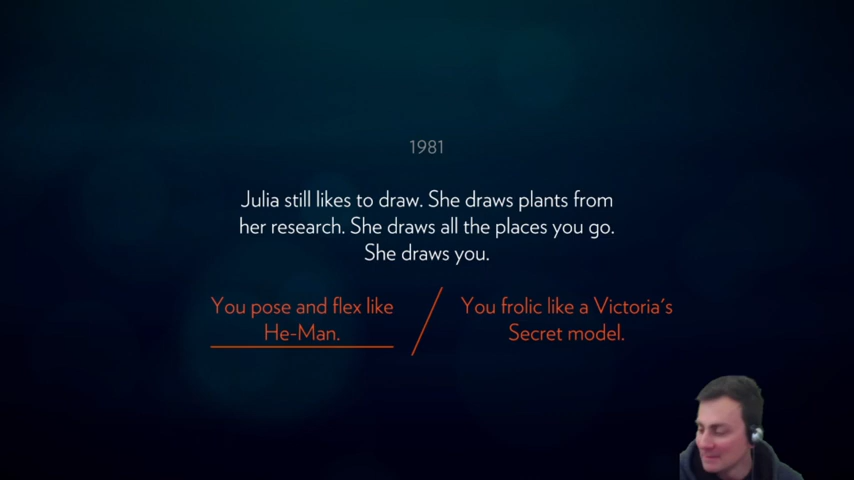 1981
Julia still likes to draw. She draws plants from
her research. She draws all the places you go.
She draws you.
You pose and flex like
He-Man.
You frolic like a Victoria's
Secret model.